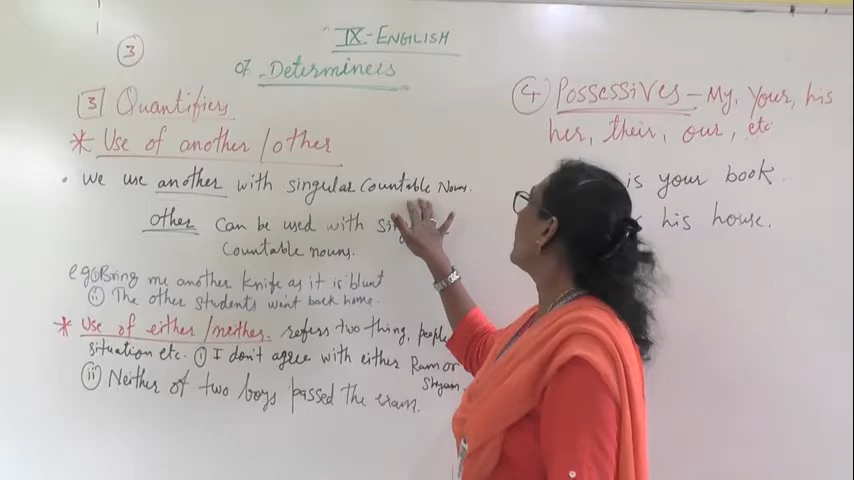 ③
IX-ENGLISH
Of Determiners
3 Quantifiers
* Use of another / other
• We use another with singular Countable Nouns.
other can be used with
Countable nouns.
eg ① Bring me another knife as it is blunt
(ii) The other students went back home.
* Use of either / neither. refers two thing, people
situation etc. (i) I don't agree with either Ram or
Shyam.
(ii) Neither of two boys passed the exam.
④ Possessives - My, Your, his
her, their, our, etc
is your book.
his house.